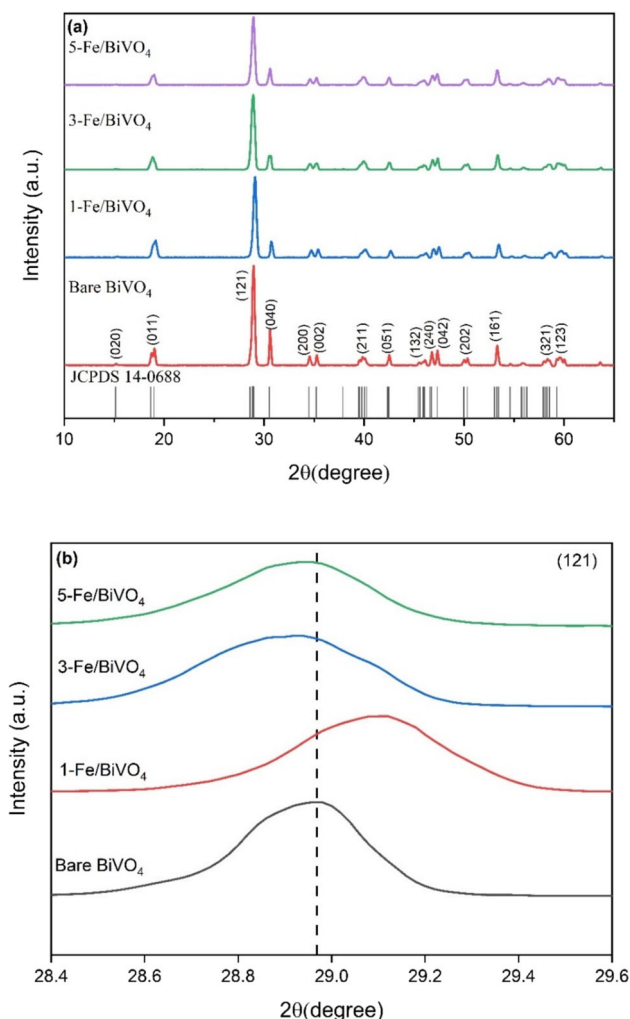 (a)
5-Fe/BiVO₄
3-Fe/BiVO₄
1-Fe/BiVO₄
Bare BiVO₄
(020)
(011)
(121)
(040)
(200)
(002)
(211)
(051)
(132)
(240)
(042)
(202)
(161)
(321)
(123)
JCPDS 14-0688
Intensity (a.u.)
10 20 30 40 50 60
2θ(degree)
(b)
(121)
5-Fe/BiVO₄
3-Fe/BiVO₄
1-Fe/BiVO₄
Bare BiVO₄
Intensity (a.u.)
28.4 28.6 28.8 29.0 29.2 29.4 29.6
2θ(degree)